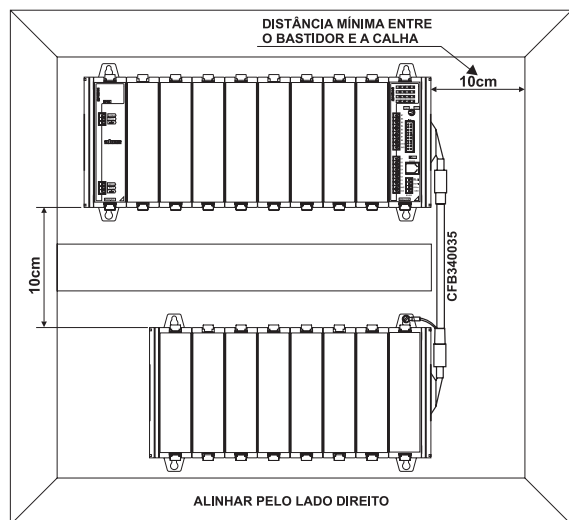 DISTÂNCIA MÍNIMA ENTRE
O BASTIDOR E A CALHA
10cm
10cm
CFB340035
ALINHAR PELO LADO DIREITO